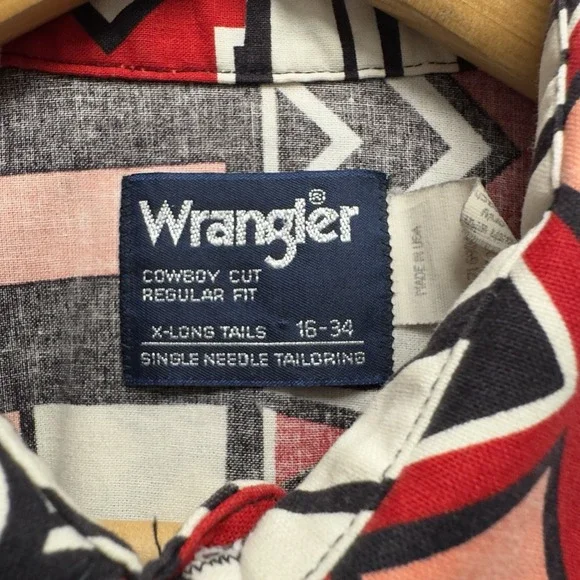 Wrangler®
COWBOY CUT
REGULAR FIT
X-LONG TAILS 16-34
SINGLE NEEDLE TAILORING
MADE IN USA